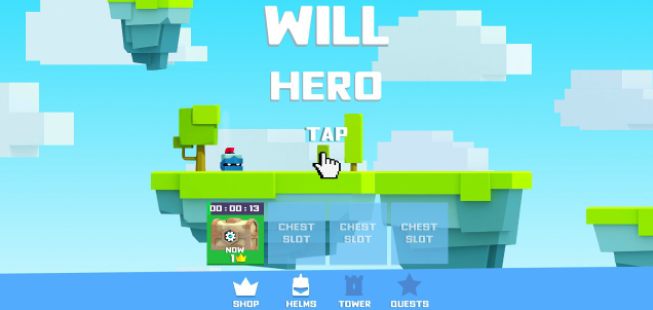 WILL
HERO
TAP
00:00:13
NOW
1
CHEST
SLOT
CHEST
SLOT
CHEST
SLOT
SHOP
HELMS
TOWER
QUESTS